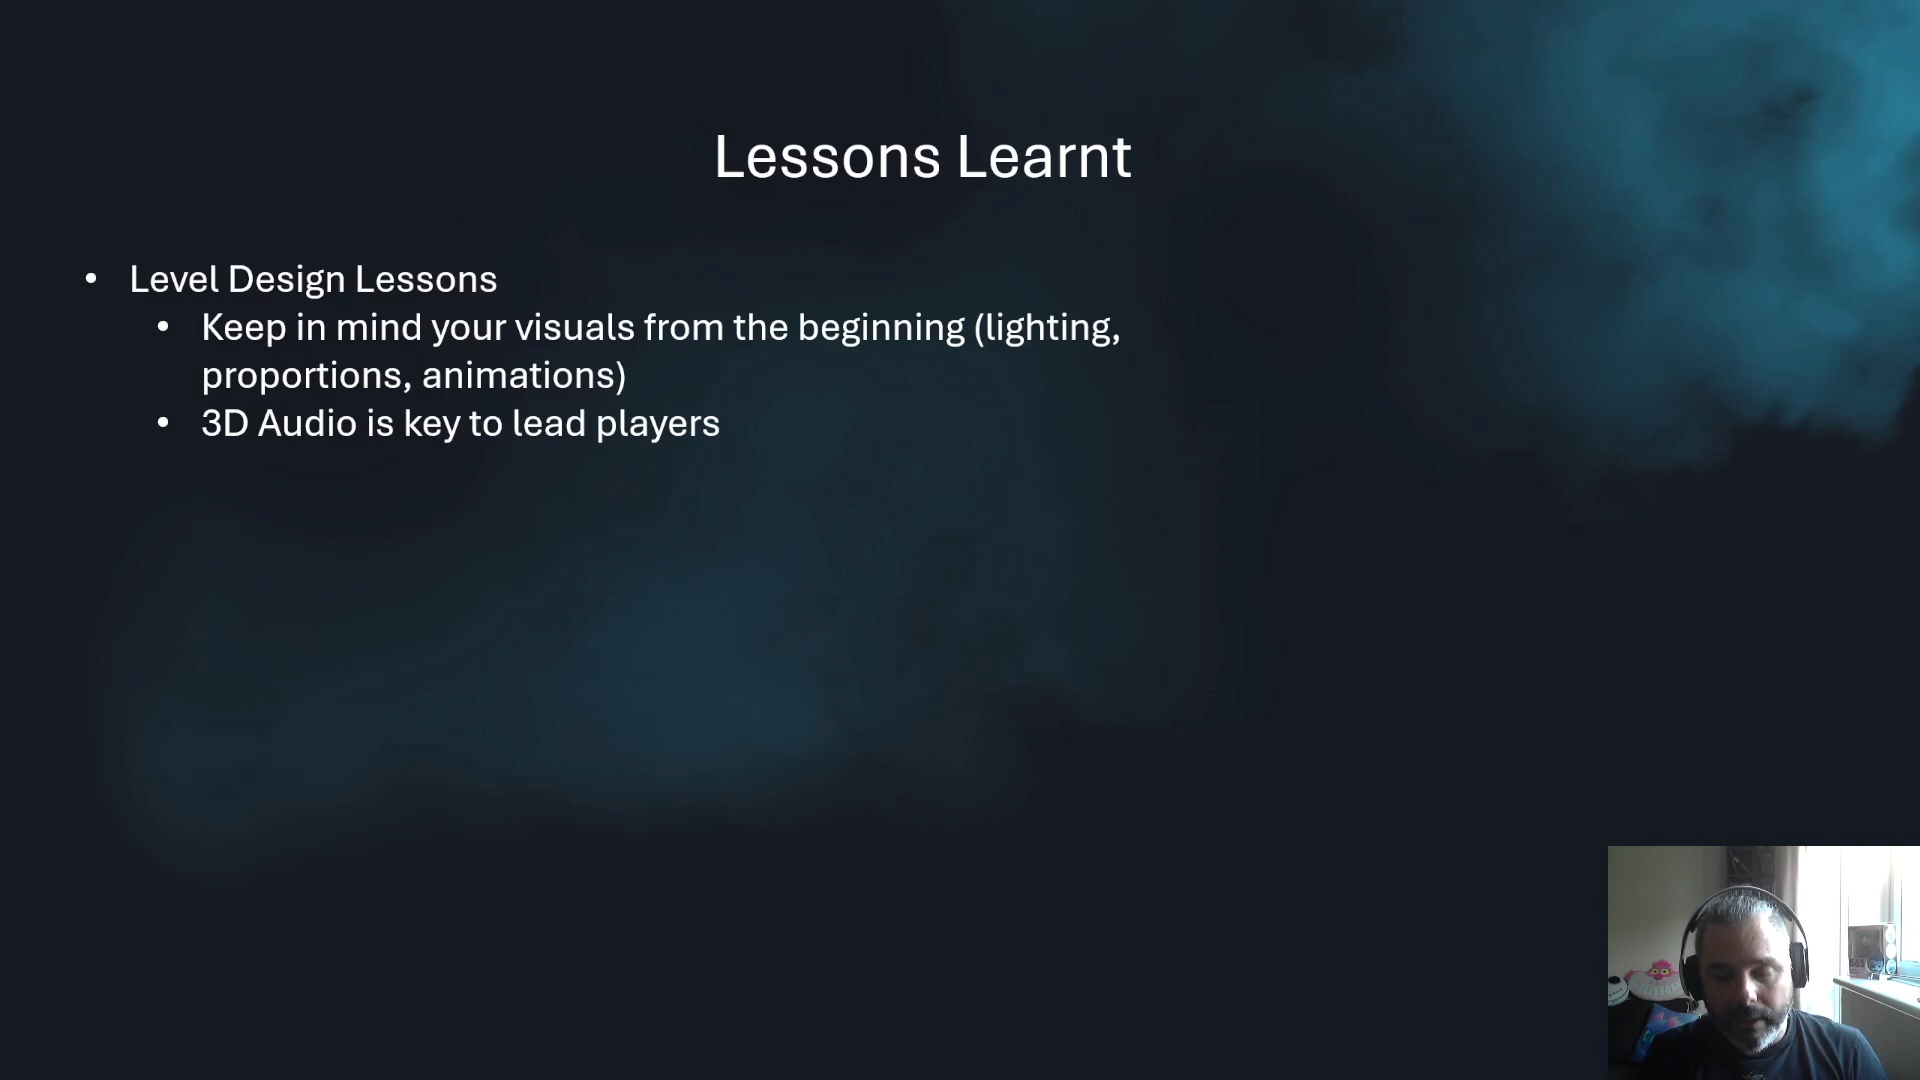 Lessons Learnt
• Level Design Lessons
• Keep in mind your visuals from the beginning (lighting,
proportions, animations)
• 3D Audio is key to lead players